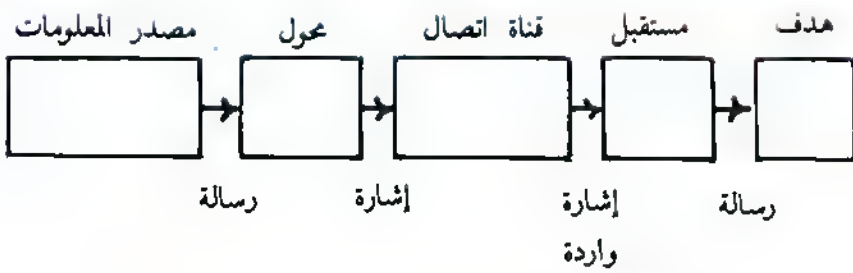 مصدر المعلومات
محول
قناة اتصال
مستقبل
هدف
رسالة
إشارة
إشارة
واردة
رسالة